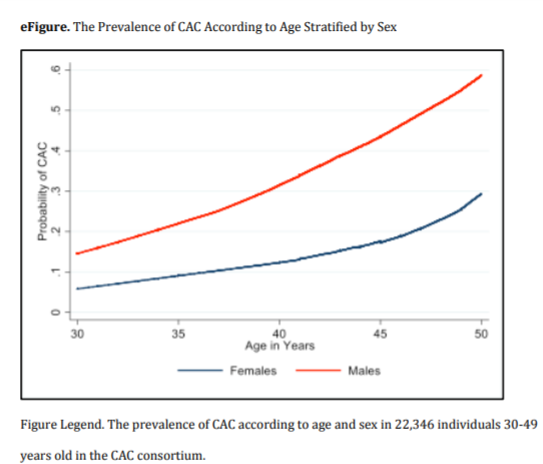 eFigure. The Prevalence of CAC According to Age Stratified by Sex
.6
.5
.4
.3
.2
.1
0
Probability of CAC
30 35 40 45 50
Age in Years
Females Males
Figure Legend. The prevalence of CAC according to age and sex in 22,346 individuals 30-49
years old in the CAC consortium.